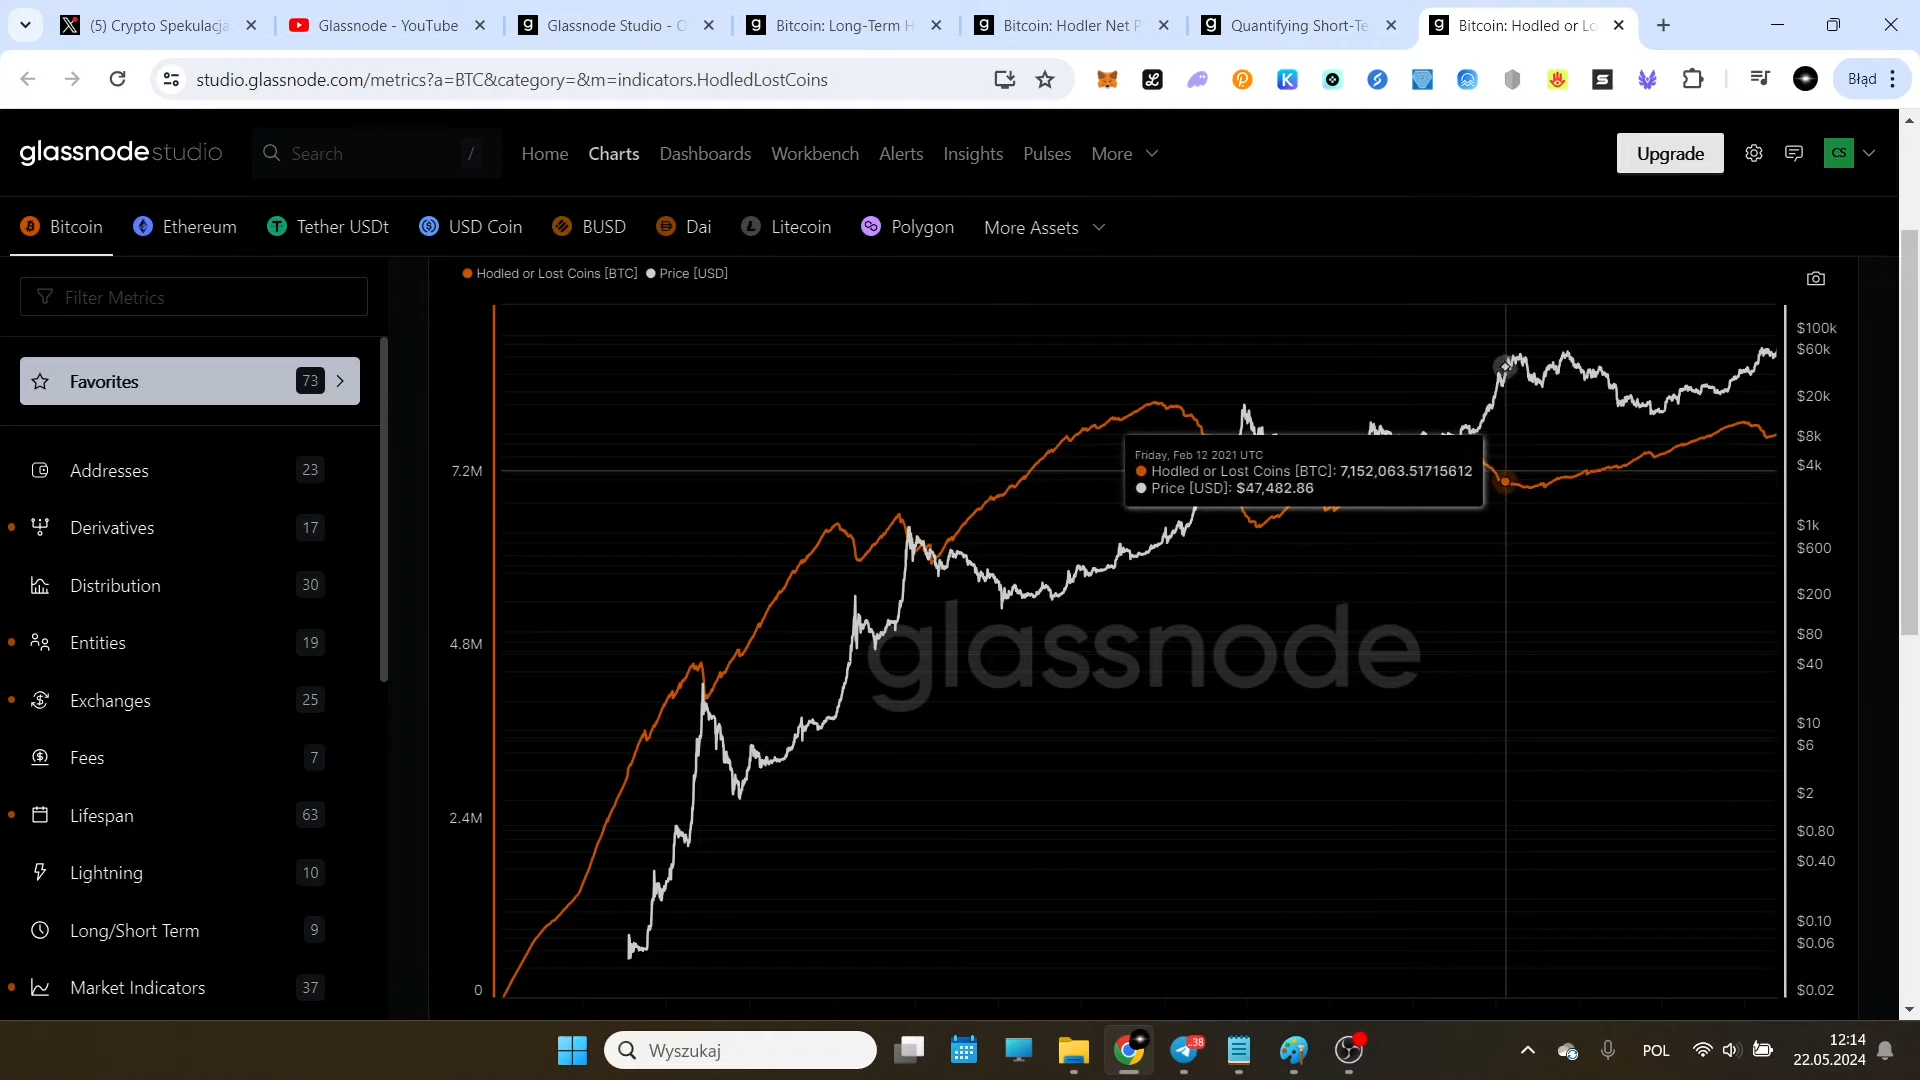 (5) Crypto Spekulacja
Glassnode - YouTube
Glassnode Studio - O
Bitcoin: Long-Term H
Bitcoin: Hodler Net P
Quantifying Short-Te
Bitcoin: Hodled or Lo
studio.glassnode.com/metrics?a=BTC&category=&m=indicators.HodledLostCoins
Błąd
glassnodestudio
Search
/
Home
Charts
Dashboards
Workbench
Alerts
Insights
Pulses
More
Upgrade
CS
Bitcoin
Ethereum
Tether USDt
USD Coin
BUSD
Dai
Litecoin
Polygon
More Assets
Filter Metrics
Favorites 73
Addresses 23
Derivatives 17
Distribution 30
Entities 19
Exchanges 25
Fees 7
Lifespan 63
Lightning 10
Long/Short Term 9
Market Indicators 37
Hodled or Lost Coins [BTC] Price [USD]
7.2M
4.8M
2.4M
0
Friday, Feb 12 2021 UTC
Hodled or Lost Coins [BTC]: 7,152,063.51715612
Price [USD]: $47,482.86
glassnode
$100k
$60k
$20k
$8k
$4k
$1k
$600
$200
$80
$40
$10
$6
$2
$0.80
$0.40
$0.10
$0.06
$0.02
Wyszukaj
38
POL
12:14
22.05.2024